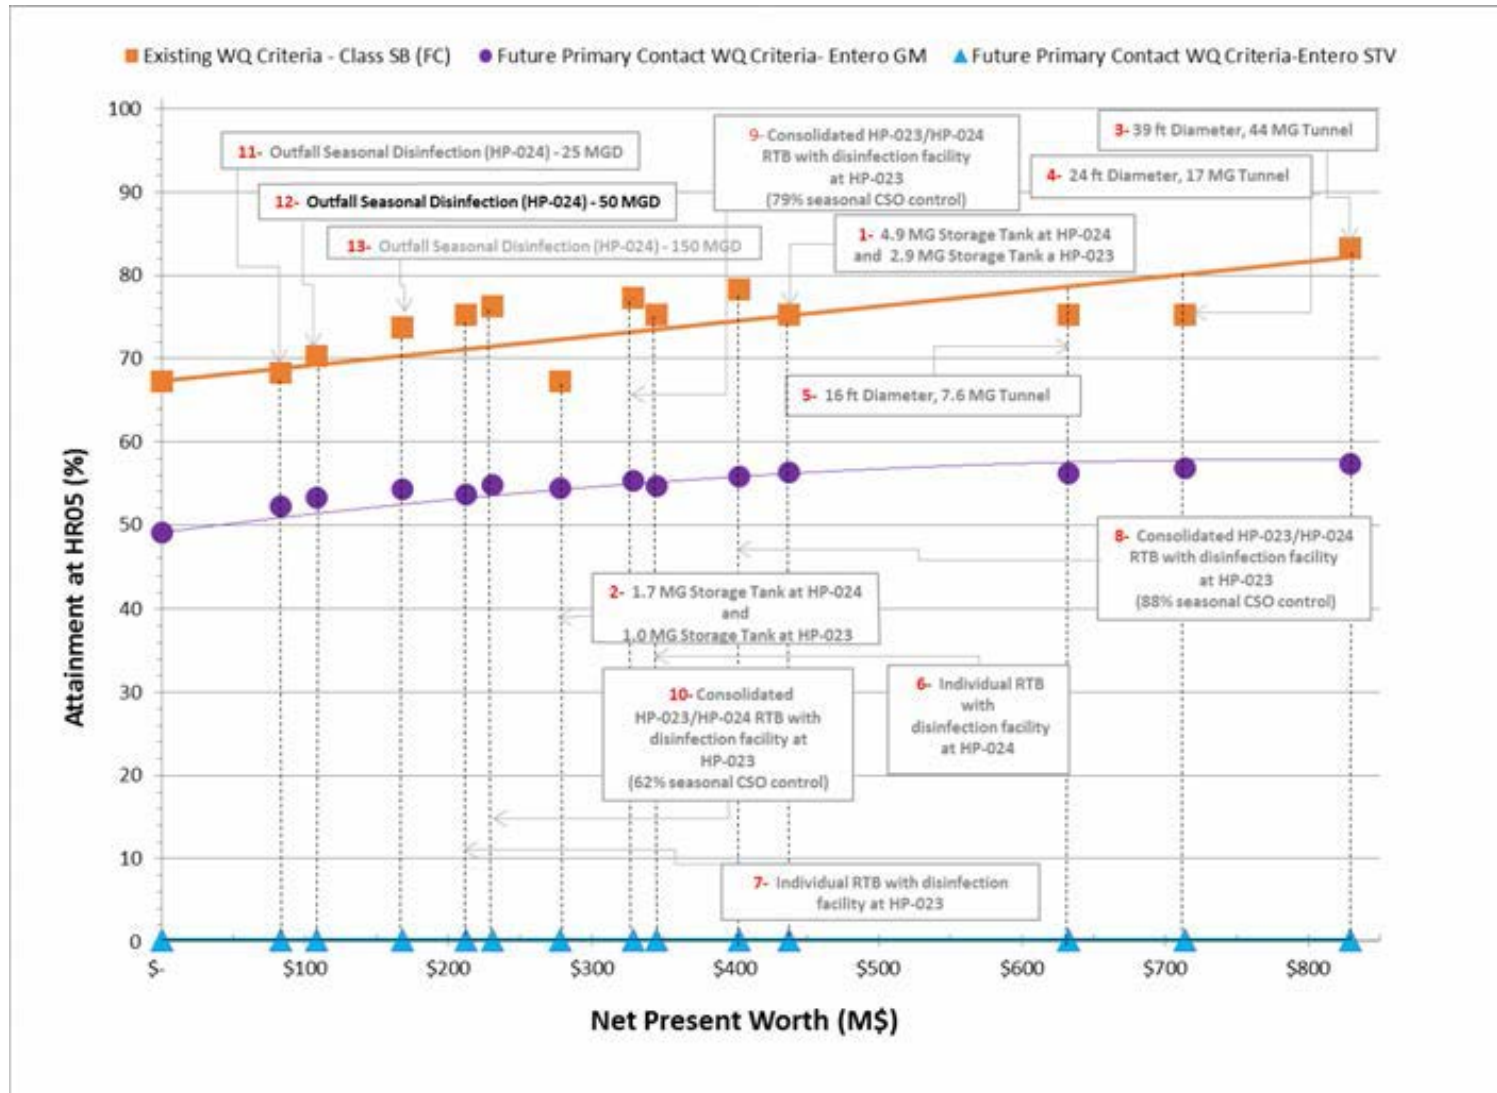 Existing WQ Criteria - Class SB (FC)
Future Primary Contact WQ Criteria- Entero GM
Future Primary Contact WQ Criteria-Entero STV
100
90
80
70
60
50
40
30
20
10
0
Attainment at HR05 (%)
11- Outfall Seasonal Disinfection (HP-024) - 25 MGD
12- Outfall Seasonal Disinfection (HP-024) - 50 MGD
13- Outfall Seasonal Disinfection (HP-024) - 150 MGD
9- Consolidated HP-023/HP-024
RTB with disinfection facility
at HP-023
(79% seasonal CSO control)
3- 39 ft Diameter, 44 MG Tunnel
4- 24 ft Diameter, 17 MG Tunnel
1- 4.9 MG Storage Tank at HP-024
and 2.9 MG Storage Tank a HP-023
5- 16 ft Diameter, 7.6 MG Tunnel
8- Consolidated HP-023/HP-024
RTB with disinfection facility
at HP-023
(88% seasonal CSO control)
2- 1.7 MG Storage Tank at HP-024
and
1.0 MG Storage Tank at HP-023
10- Consolidated
HP-023/HP-024 RTB with
disinfection facility at
HP-023
(62% seasonal CSO control)
6- Individual RTB
with
disinfection facility
at HP-024
7- Individual RTB with disinfection
facility at HP-023
$-
$100
$200
$300
$400
$500
$600
$700
$800
Net Present Worth (M$)